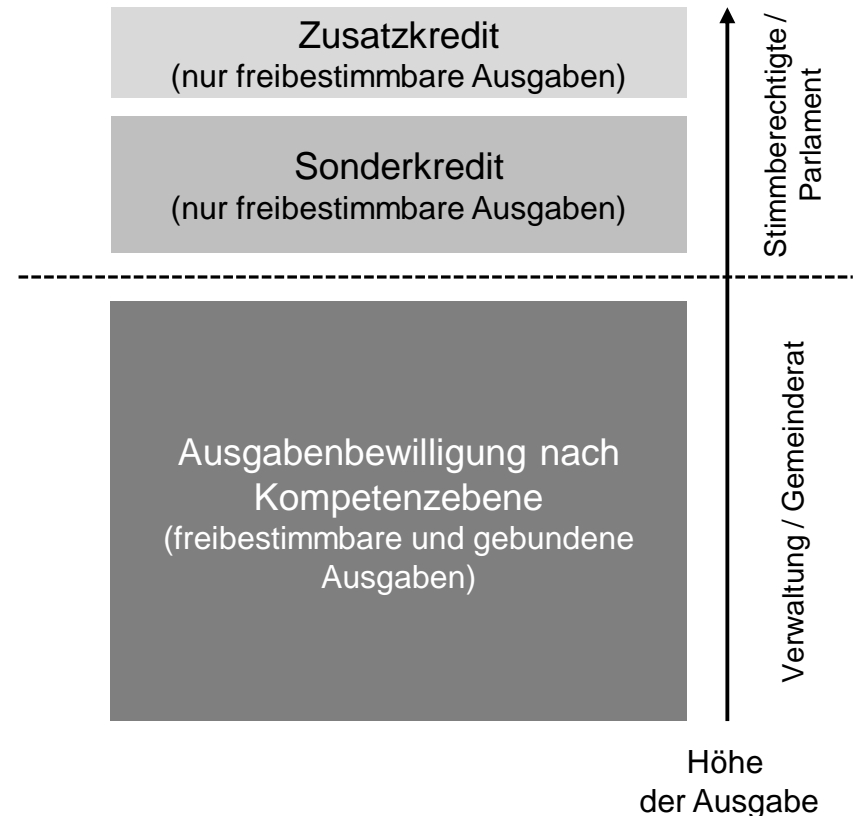 Zusatzkredit
(nur freibestimmbare Ausgaben)
Sonderkredit
(nur freibestimmbare Ausgaben)
Stimmberechtigte /
Parlament
Ausgabenbewilligung nach
Kompetenzebene
(freibestimmbare und gebundene
Ausgaben)
Verwaltung / Gemeinderat
Höhe
der Ausgabe